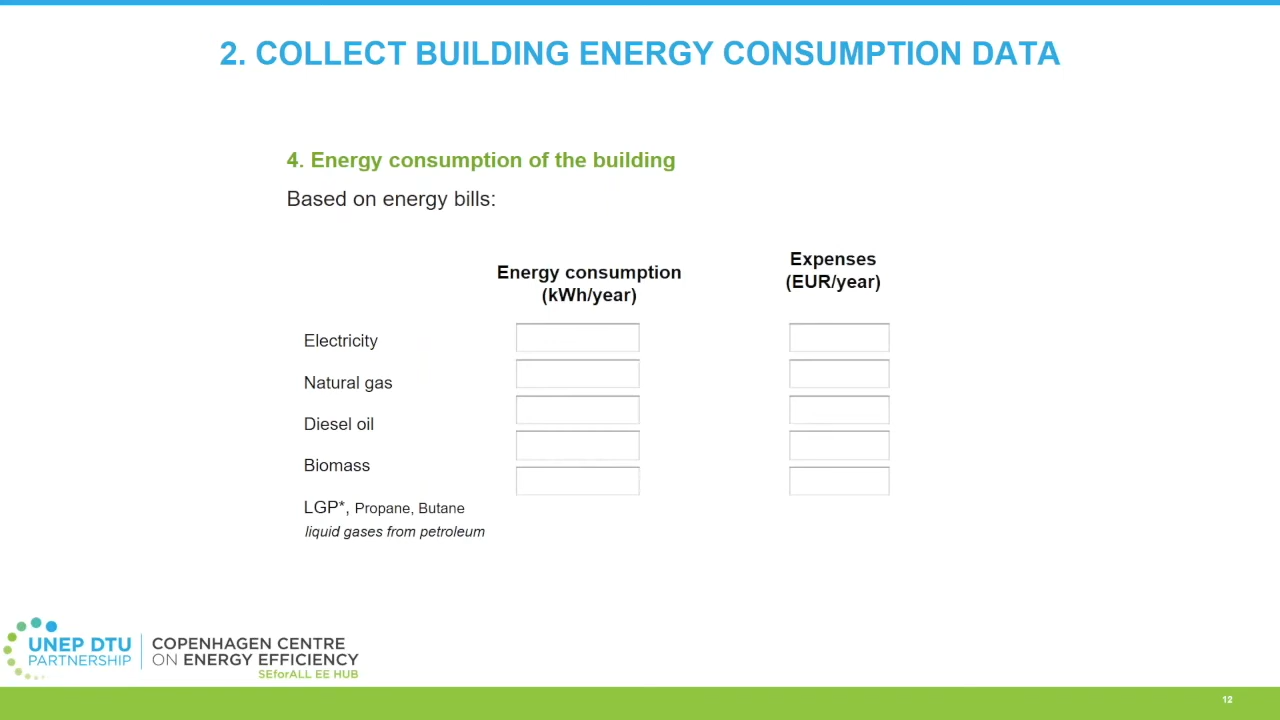 2. COLLECT BUILDING ENERGY CONSUMPTION DATA
4. Energy consumption of the building
Based on energy bills:
Energy consumption
(kWh/year)
Expenses
(EUR/year)
Electricity
Natural gas
Diesel oil
Biomass
LGP*, Propane, Butane
liquid gases from petroleum
UNEP DTU
PARTNERSHIP
COPENHAGEN CENTRE
ON ENERGY EFFICIENCY
SEforALL EE HUB
12